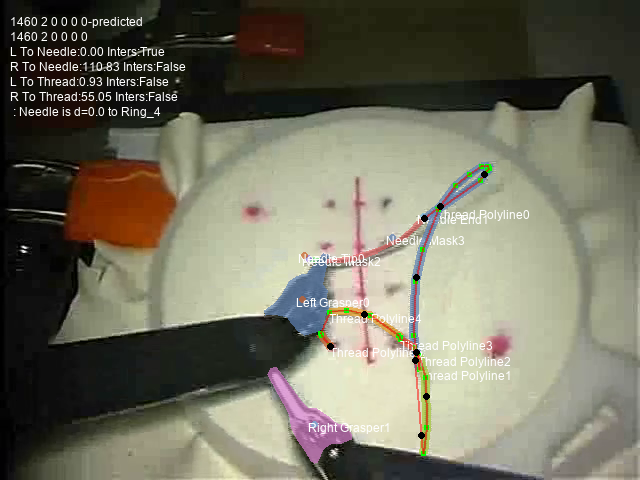 1460 2 0 0 0 0-predicted
1460 2 0 0 0 0
L To Needle:0.00 Inters:True
R To Needle:110.83 Inters:False
L To Thread:0.93 Inters:False
R To Thread:55.05 Inters:False
: Needle is d=0.0 to Ring_4
Thread Polyline0
Needle Mask3
Needle Mask2
Left Grasper0
Thread Polyline4
Thread Polyline3
Thread Polyline2
Thread Polyline1
Right Grasper1